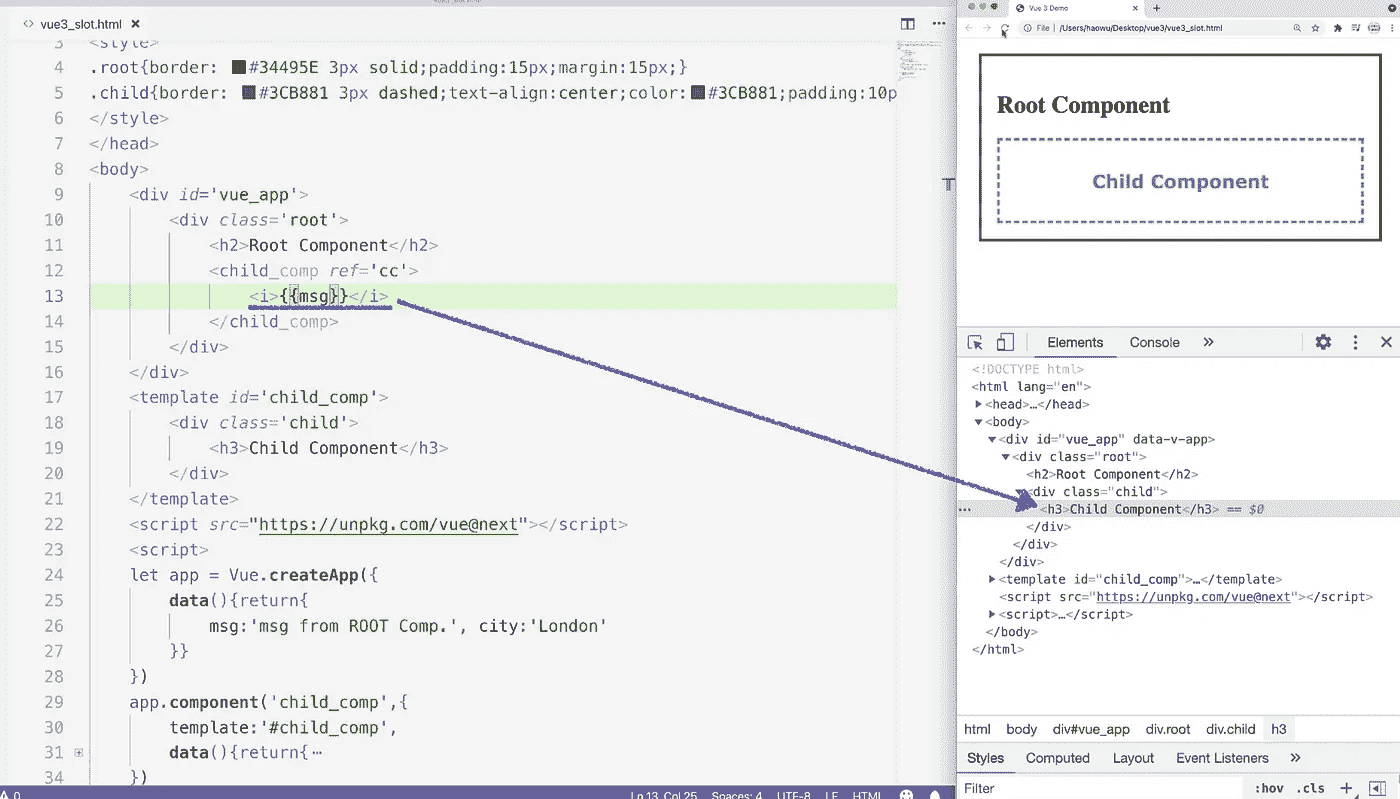 vue3_slot.html
3 <style>
4 .root{border: #34495E 3px solid;padding:15px;margin:15px;}
5 .child{border: #3CB881 3px dashed;text-align:center;color:#3CB881;padding:10p
6 </style>
7 </head>
8 <body>
9 <div id='vue_app'>
10 <div class='root'>
11 <h2>Root Component</h2>
12 <child_comp ref='cc'>
13 <i>{{msg}}</i>
14 </child_comp>
15 </div>
16 </div>
17 <template id='child_comp'>
18 <div class='child'>
19 <h3>Child Component</h3>
20 </div>
21 </template>
22 <script src="https://unpkg.com/vue@next"></script>
23 <script>
24 let app = Vue.createApp({
25 data(){return{
26 msg:'msg from ROOT Comp.', city:'London'
27 }}
28 })
29 app.component('child_comp',{
30 template:'#child_comp',
31 data(){return{⋯
34 })
0
Ln 13, Col 25 Spaces: 4 UTF-8 LF HTML
Vue 3 Demo
File | /Users/haowu/Desktop/vue3/vue3_slot.html
Root Component
Child Component
Elements Console »
<!DOCTYPE html>
<html lang="en">
<head>…</head>
<body>
<div id="vue_app" data-v-app>
<div class="root">
<h2>Root Component</h2>
<div class="child">
<h3>Child Component</h3> == $0
</div>
</div>
</div>
<template id="child_comp">…</template>
<script src="https://unpkg.com/vue@next"></script>
<script>…</script>
</body>
</html>
html body div#vue_app div.root div.child h3
Styles Computed Layout Event Listeners »
Filter :hov .cls +